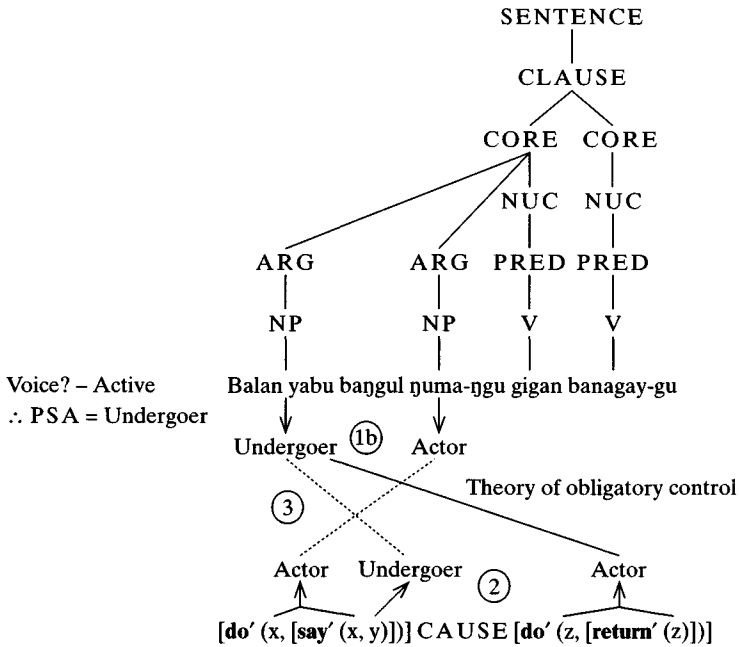 SENTENCE
CLAUSE
CORE CORE
NUC NUC
ARG ARG PRED PRED
NP NP V V
Voice? – Active Balan yabu baŋgul ŋuma-ŋgu gigan banagay-gu
∴ PSA = Undergoer
Undergoer 1b Actor
Theory of obligatory control
3
Actor Undergoer 2 Actor
[do′ (x, [say′ (x, y)])] CAUSE [do′ (z, [return′ (z)])]